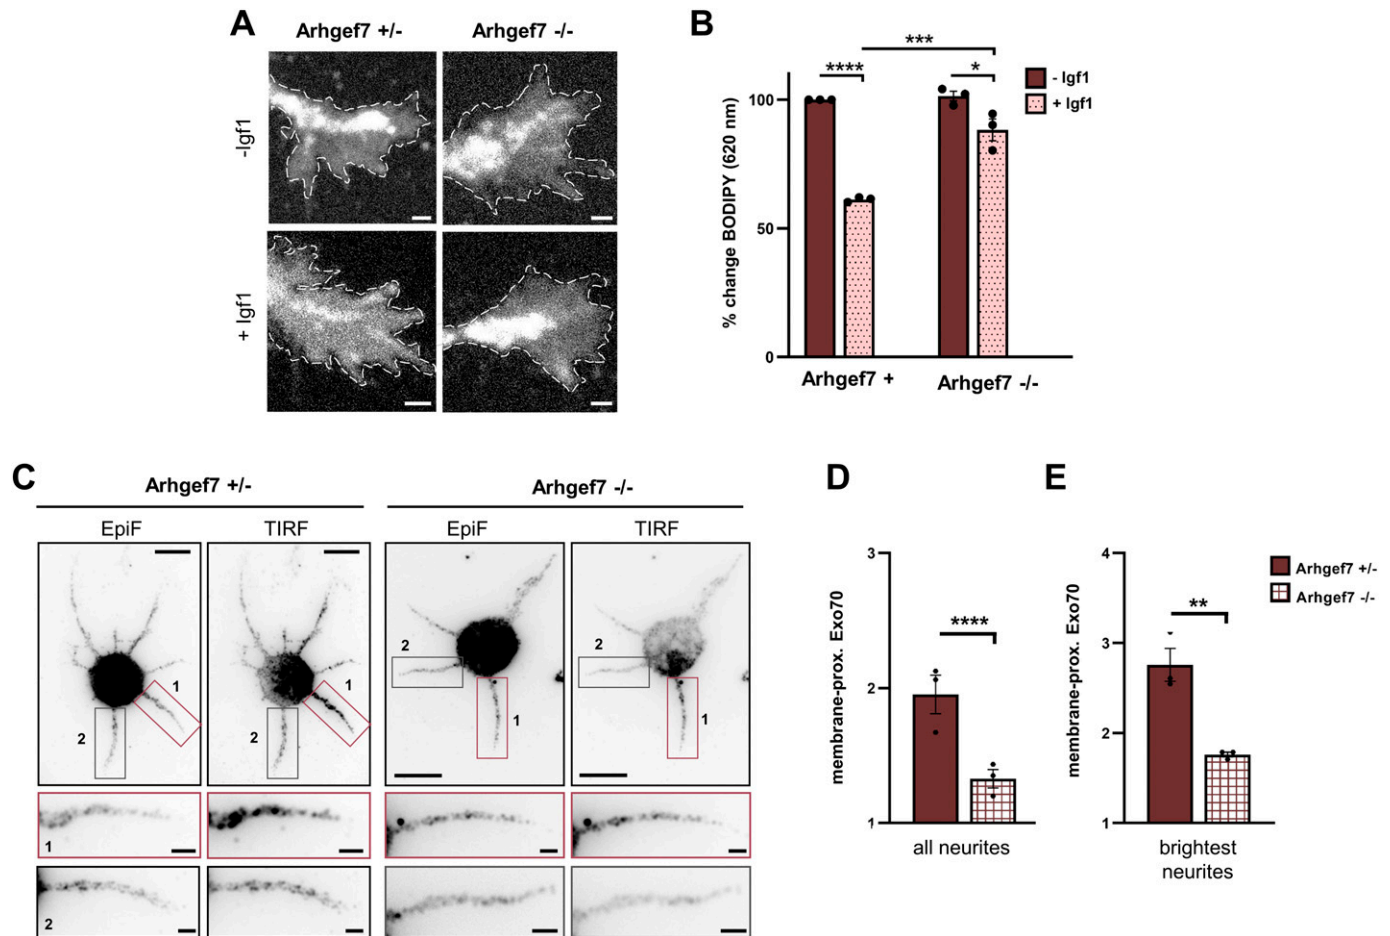 A
Arhgef7 +/-
Arhgef7 -/-
-Igf1
+ Igf1
B
% change BODIPY (620 nm)
100
50
0
****
***
*
- Igf1
+ Igf1
Arhgef7 +
Arhgef7 -/-
C
Arhgef7 +/-
Arhgef7 -/-
EpiF
TIRF
EpiF
TIRF
1
2
1
2
2
1
2
1
1
2
D
membrane-prox. Exo70
3
2
1
****
all neurites
E
membrane-prox. Exo70
4
3
2
1
**
brightest
neurites
Arhgef7 +/-
Arhgef7 -/-